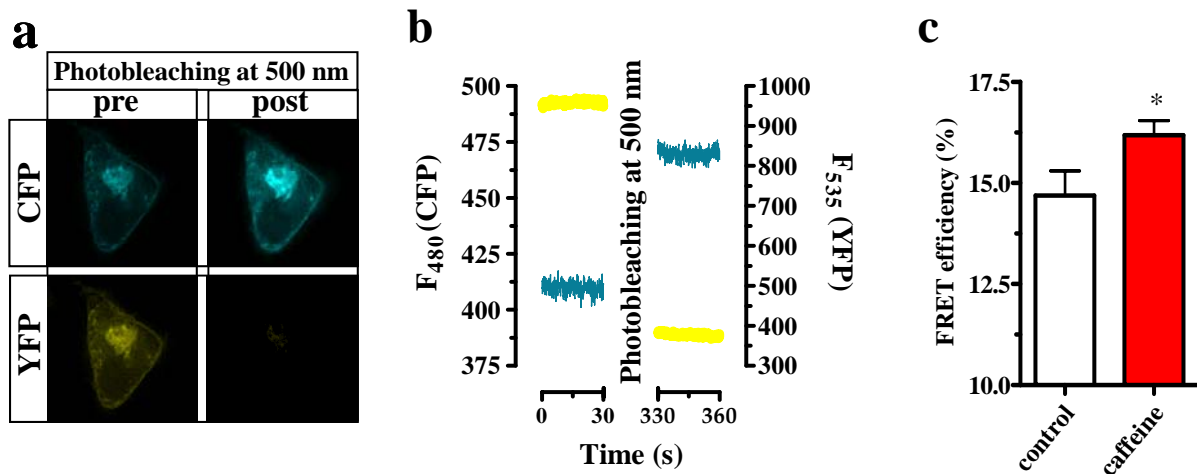 a
Photobleaching at 500 nm
pre post
CFP
YFP
b
F480 (CFP)
500
475
450
425
400
375
Photobleaching at 500 nm
1000
900
800
700
600
500
400
300
F535 (YFP)
0 30 330 360
Time (s)
c
FRET efficiency (%)
17.5
15.0
12.5
10.0
*
control caffeine